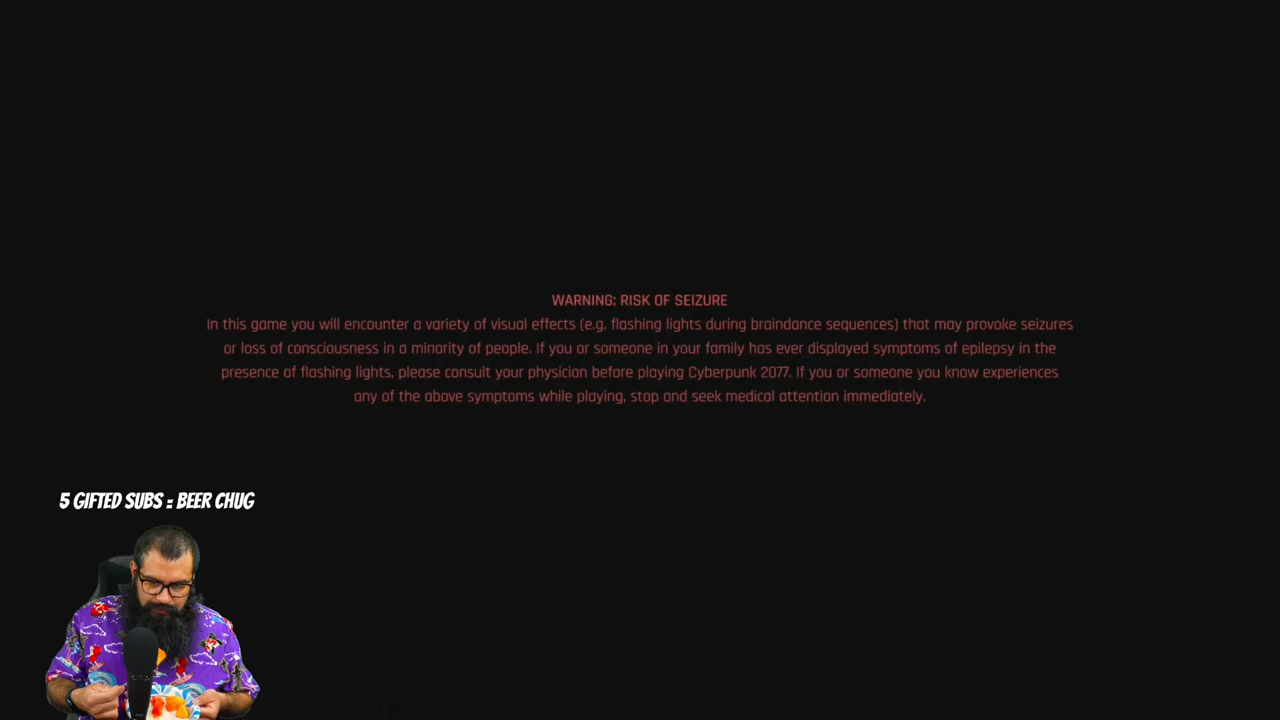 WARNING: RISK OF SEIZURE
In this game you will encounter a variety of visual effects (e.g. flashing lights during braindance sequences) that may provoke seizures
or loss of consciousness in a minority of people. If you or someone in your family has ever displayed symptoms of epilepsy in the
presence of flashing lights, please consult your physician before playing Cyberpunk 2077. If you or someone you know experiences
any of the above symptoms while playing, stop and seek medical attention immediately.
5 GIFTED SUBS = BEER CHUG